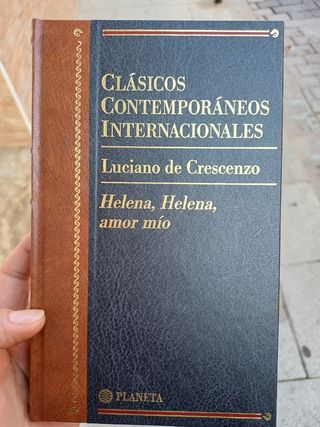 CLÁSICOS
CONTEMPORÁNEOS
INTERNACIONALES
Luciano de Crescenzo
Helena, Helena,
amor mío
PLANETA